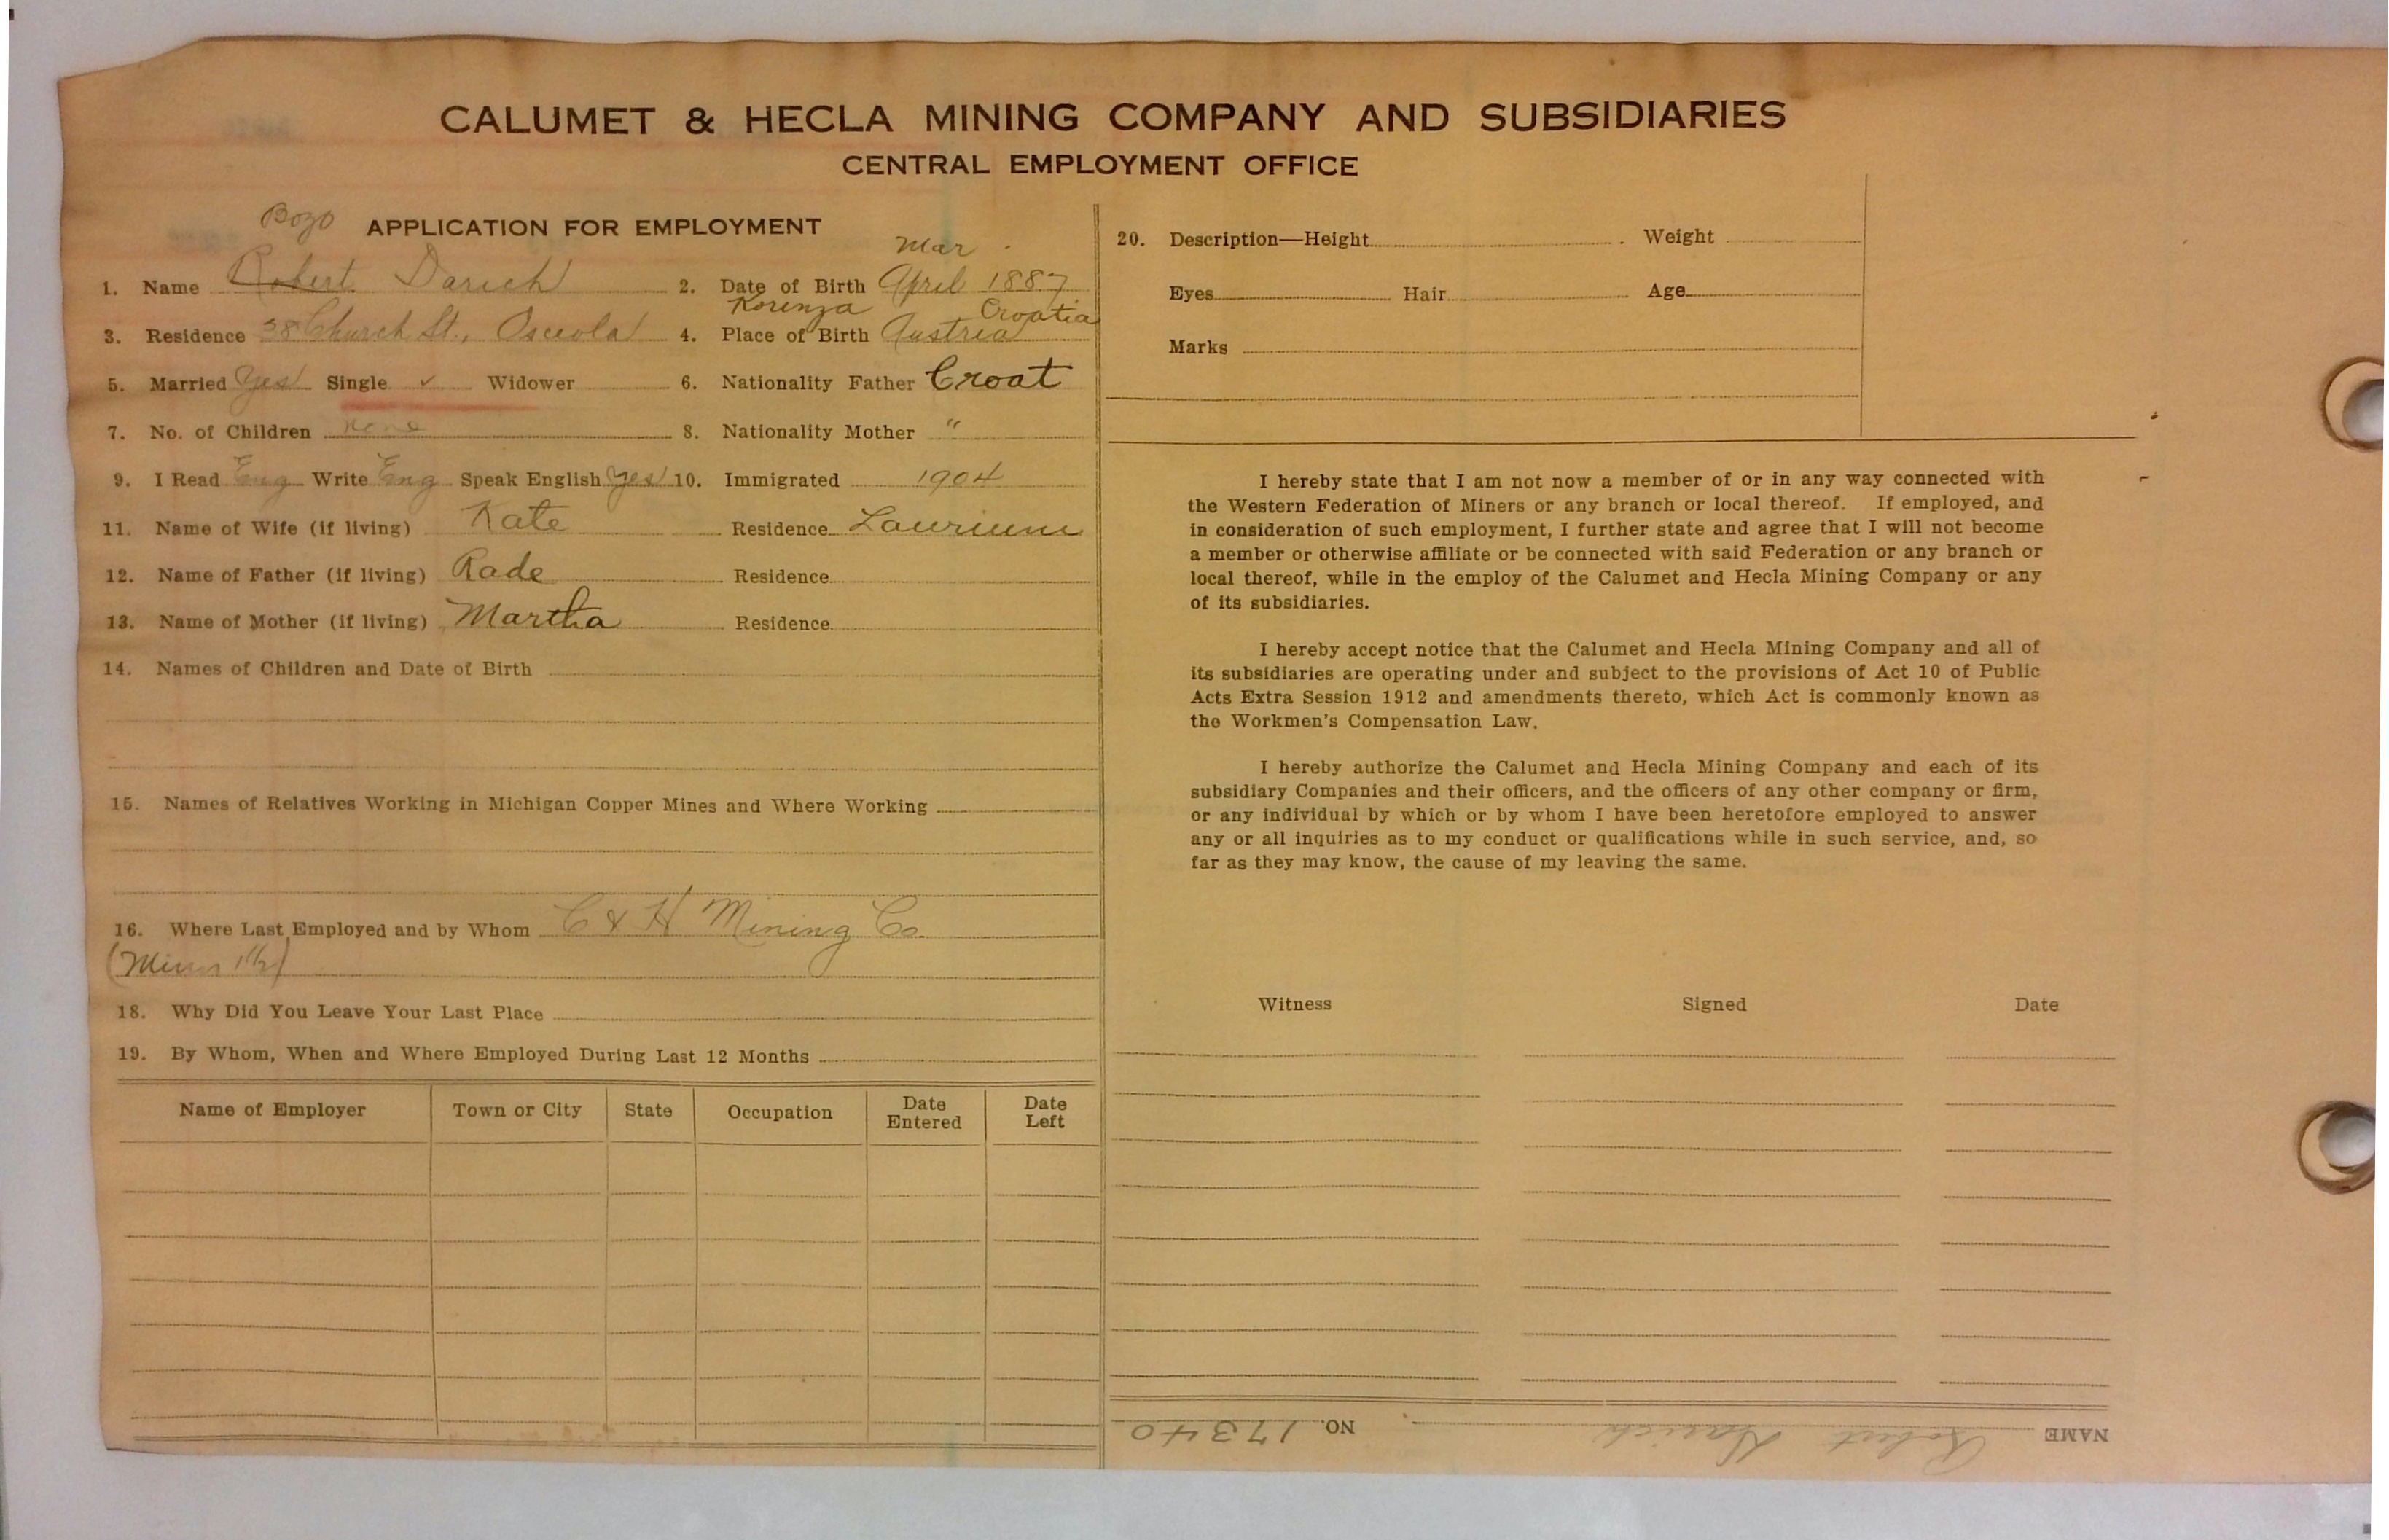 CALUMET & HECLA MINING COMPANY AND SUBSIDIARIES
CENTRAL EMPLOYMENT OFFICE
Bozo
APPLICATION FOR EMPLOYMENT
Mar
1. Name Robert Darich 2. Date of Birth April 1887
Korenza Croatia
3. Residence 38 Church St., Osceola 4. Place of Birth Austria
5. Married Yes Single ✓ Widower 6. Nationality Father Croat
7. No. of Children None 8. Nationality Mother "
9. I Read Eng Write Eng Speak English Yes 10. Immigrated 1904
11. Name of Wife (if living) Kate Residence Laurium
12. Name of Father (if living) Rade Residence
13. Name of Mother (if living) Martha Residence
14. Names of Children and Date of Birth
15. Names of Relatives Working in Michigan Copper Mines and Where Working
16. Where Last Employed and by Whom C & H Mining Co
18. Why Did You Leave Your Last Place
19. By Whom, When and Where Employed During Last 12 Months
Name of Employer Town or City State Occupation Date Entered Date Left
20. Description—Height Weight
Eyes Hair Age
Marks
I hereby state that I am not now a member of or in any way connected with
the Western Federation of Miners or any branch or local thereof. If employed, and
in consideration of such employment, I further state and agree that I will not become
a member or otherwise affiliate or be connected with said Federation or any branch or
local thereof, while in the employ of the Calumet and Hecla Mining Company or any
of its subsidiaries.
I hereby accept notice that the Calumet and Hecla Mining Company and all of
its subsidiaries are operating under and subject to the provisions of Act 10 of Public
Acts Extra Session 1912 and amendments thereto, which Act is commonly known as
the Workmen's Compensation Law.
I hereby authorize the Calumet and Hecla Mining Company and each of its
subsidiary Companies and their officers, and the officers of any other company or firm,
or any individual by which or by whom I have been heretofore employed to answer
any or all inquiries as to my conduct or qualifications while in such service, and, so
far as they may know, the cause of my leaving the same.
Witness Signed Date
NAME Robert Darich NO. 17340